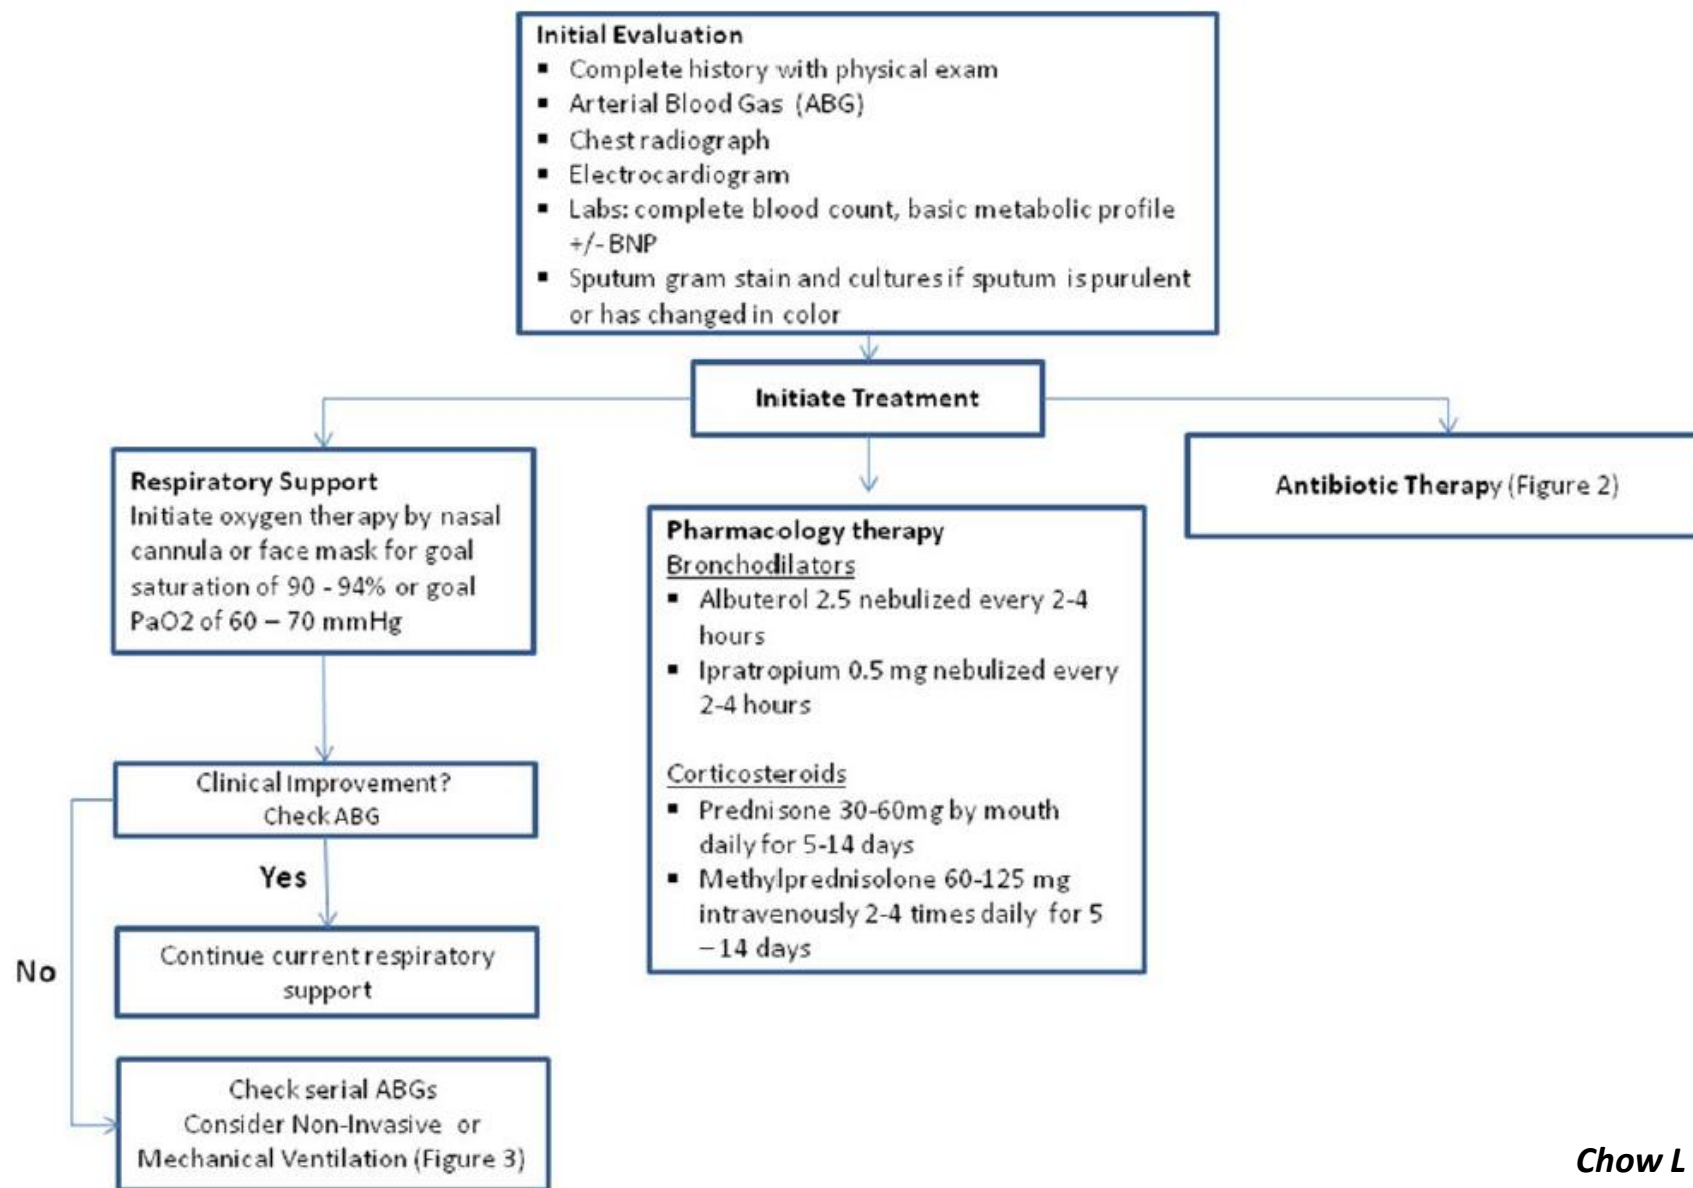 Initial Evaluation
▪ Complete history with physical exam
▪ Arterial Blood Gas (ABG)
▪ Chest radiograph
▪ Electrocardiogram
▪ Labs: complete blood count, basic metabolic profile
+/- BNP
▪ Sputum gram stain and cultures if sputum is purulent
or has changed in color
Initiate Treatment
Respiratory Support
Initiate oxygen therapy by nasal
cannula or face mask for goal
saturation of 90 - 94% or goal
PaO2 of 60 – 70 mmHg
Clinical Improvement?
Check ABG
Yes
Continue current respiratory
support
No
Check serial ABGs
Consider Non-Invasive or
Mechanical Ventilation (Figure 3)
Pharmacology therapy
Bronchodilators
▪ Albuterol 2.5 nebulized every 2-4
hours
▪ Ipratropium 0.5 mg nebulized every
2-4 hours
Corticosteroids
▪ Prednisone 30-60mg by mouth
daily for 5-14 days
▪ Methylprednisolone 60-125 mg
intravenously 2-4 times daily for 5
– 14 days
Antibiotic Therapy (Figure 2)
Chow L